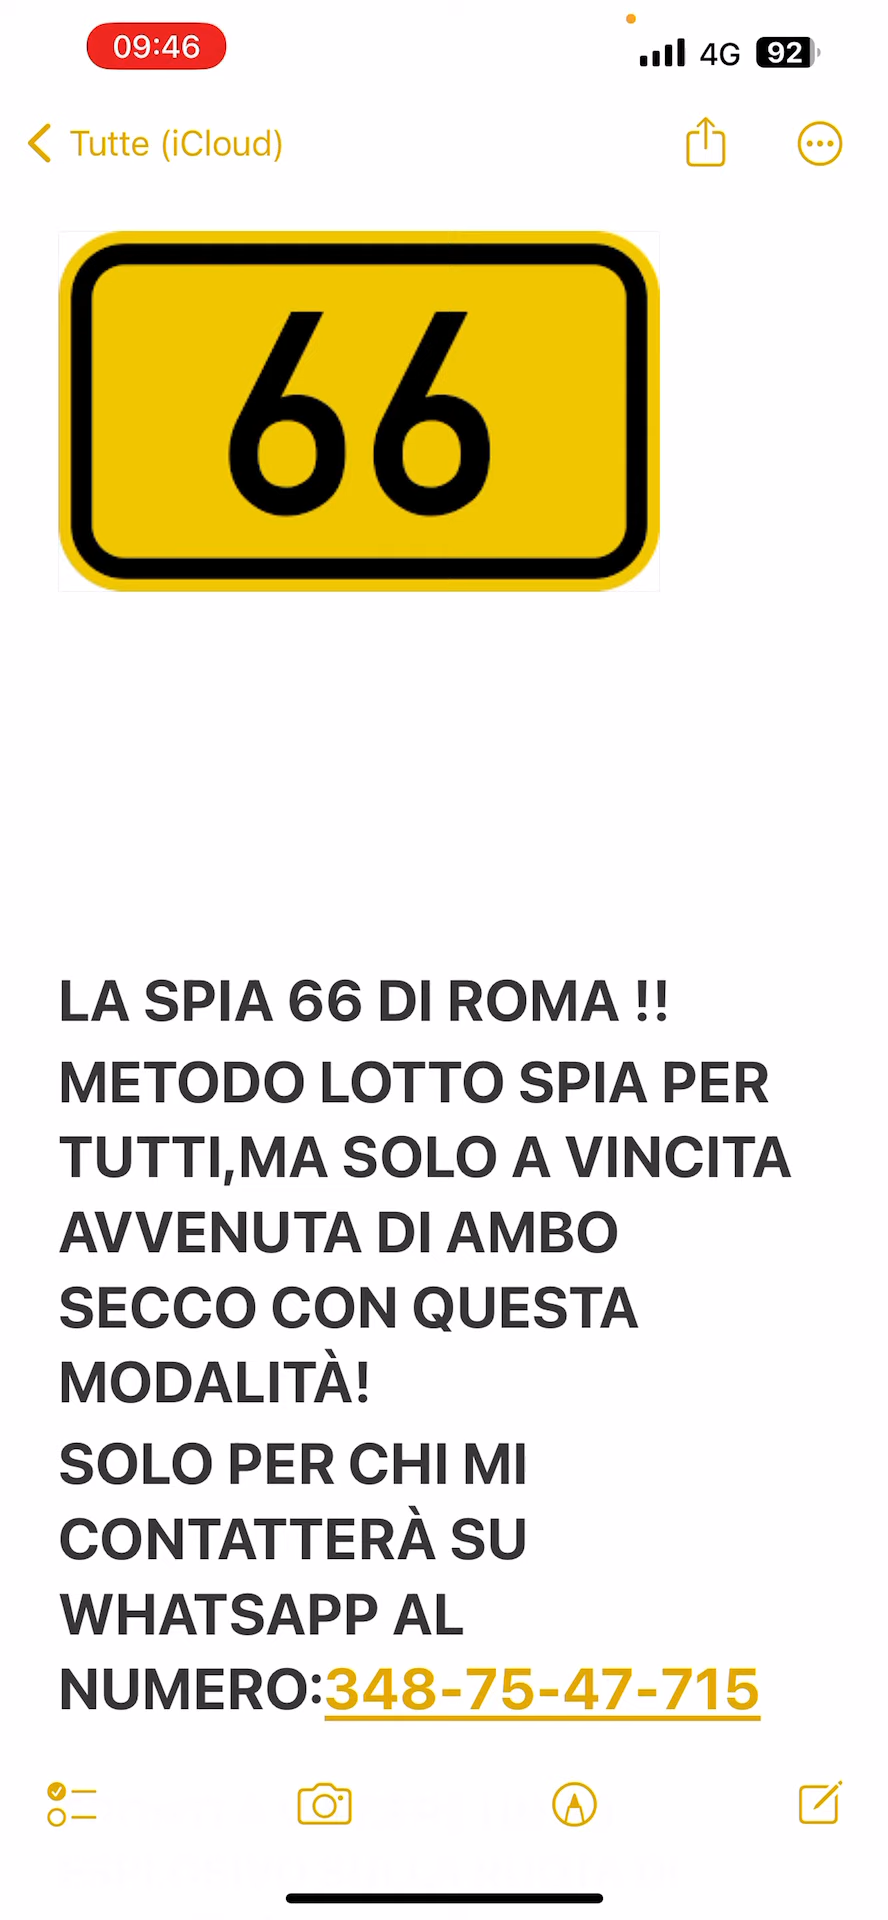 09:46
4G 92
Tutte (iCloud)
66
LA SPIA 66 DI ROMA !!
METODO LOTTO SPIA PER
TUTTI,MA SOLO A VINCITA
AVVENUTA DI AMBO
SECCO CON QUESTA
MODALITÀ!
SOLO PER CHI MI
CONTATTERÀ SU
WHATSAPP AL
NUMERO:348-75-47-715